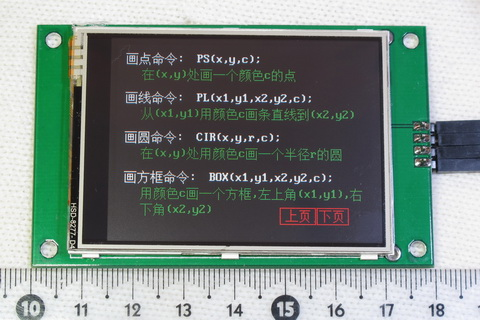 画点命令: PS(x,y,c);
在(x,y)处画一个颜色c的点
画线命令: PL(x1,y1,x2,y2,c);
从(x1,y1)用颜色c画条直线到(x2,y2)
画圆命令: CIR(x,y,r,c);
在(x,y)处用颜色c画一个半径r的圆
画方框命令: BOX(x1,y1,x2,y2,c);
用颜色c画一个方框,左上角(x1,y1),右
下角(x2,y2)
上页 下页
HSD-8277- D4
10 11 12 13 14 15 16 17 18